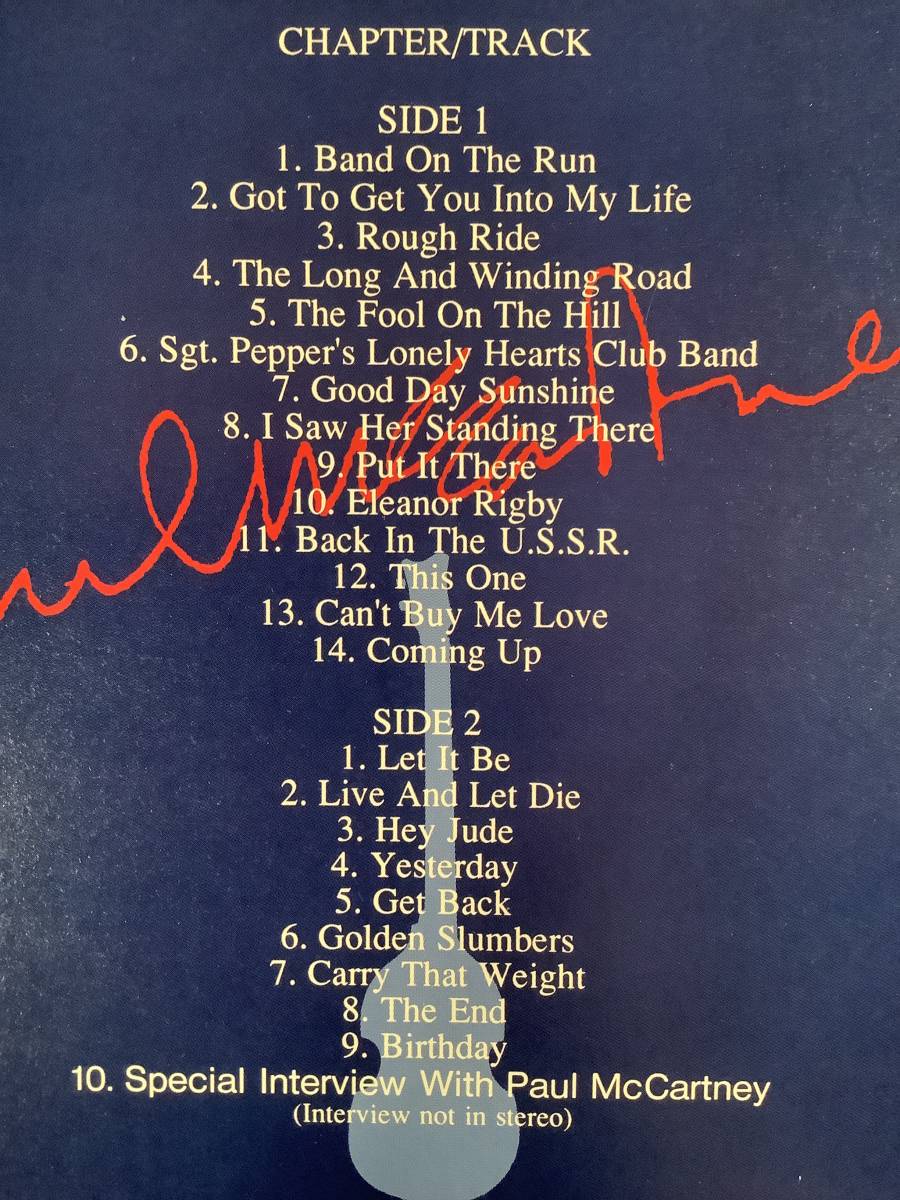 CHAPTER/TRACK
SIDE 1
1. Band On The Run
2. Got To Get You Into My Life
3. Rough Ride
4. The Long And Winding Road
5. The Fool On The Hill
6. Sgt. Pepper's Lonely Hearts Club Band
7. Good Day Sunshine
8. I Saw Her Standing There
9. Put It There
10. Eleanor Rigby
11. Back In The U.S.S.R.
12. This One
13. Can't Buy Me Love
14. Coming Up
SIDE 2
1. Let It Be
2. Live And Let Die
3. Hey Jude
4. Yesterday
5. Get Back
6. Golden Slumbers
7. Carry That Weight
8. The End
9. Birthday
10. Special Interview With Paul McCartney
(Interview not in stereo)